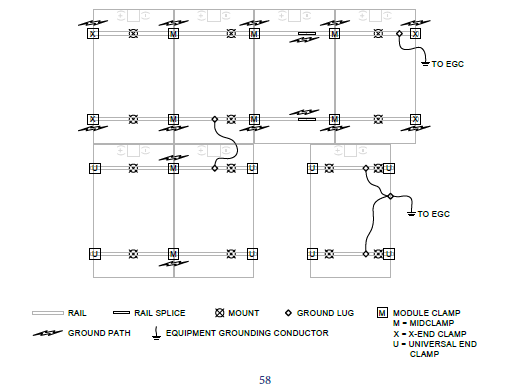 X M M M X
TO EGC
X M M M X
U M U U U
TO EGC
U M U U U
RAIL RAIL SPLICE MOUNT GROUND LUG M MODULE CLAMP
M = MIDCLAMP
GROUND PATH EQUIPMENT GROUNDING CONDUCTOR X = X-END CLAMP
U = UNIVERSAL END
CLAMP
58